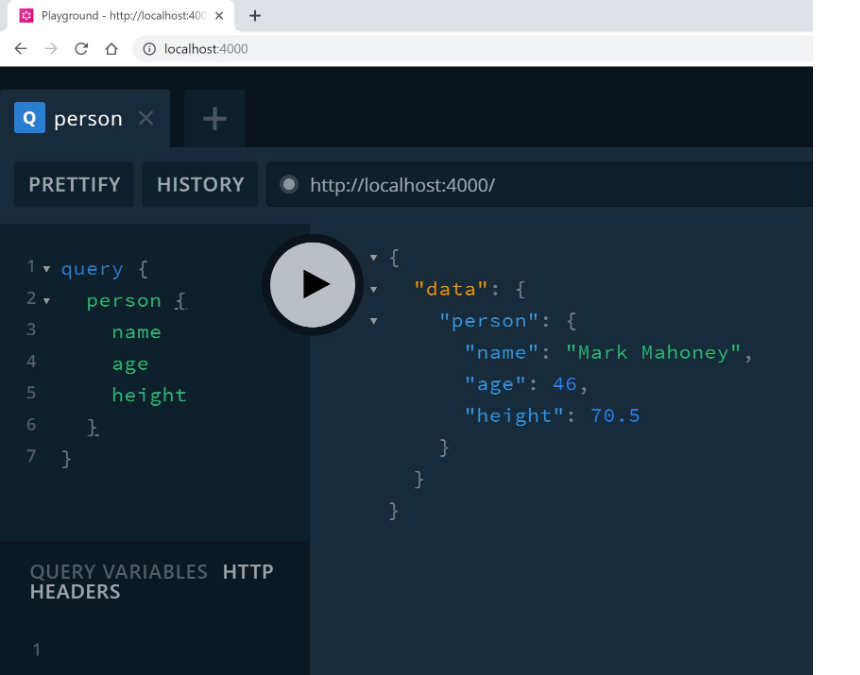 Playground - http://localhost:400
localhost:4000
Q person
PRETTIFY HISTORY http://localhost:4000/
1 query {
2 person {
3 name
4 age
5 height
6 }
7 }
{
"data": {
"person": {
"name": "Mark Mahoney",
"age": 46,
"height": 70.5
}
}
}
QUERY VARIABLES HTTP
HEADERS
1